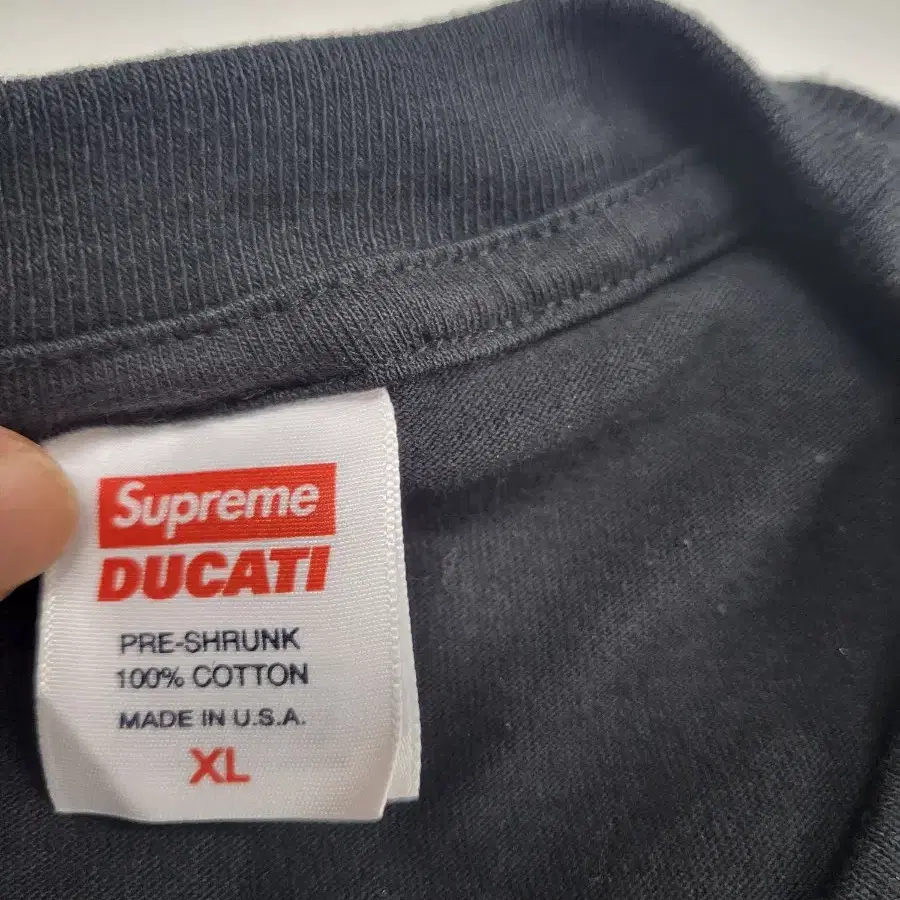 Supreme
DUCATI
PRE-SHRUNK
100% COTTON
MADE IN U.S.A.
XL